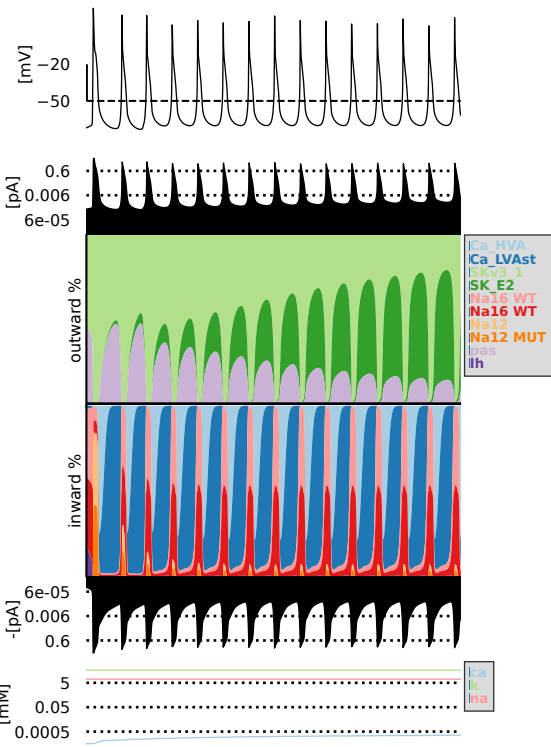 [mV]
−20
−50
[pA]
0.6
0.006
6e-05
outward %
Ca_HVA
Ca_LVAst
SKv3_1
SK_E2
Na16 WT
Na16 WT
Na12
Na12 MUT
pas
Ih
inward %
-[pA]
6e-05
0.006
0.6
[mM]
5
0.05
0.0005
ca
k
na